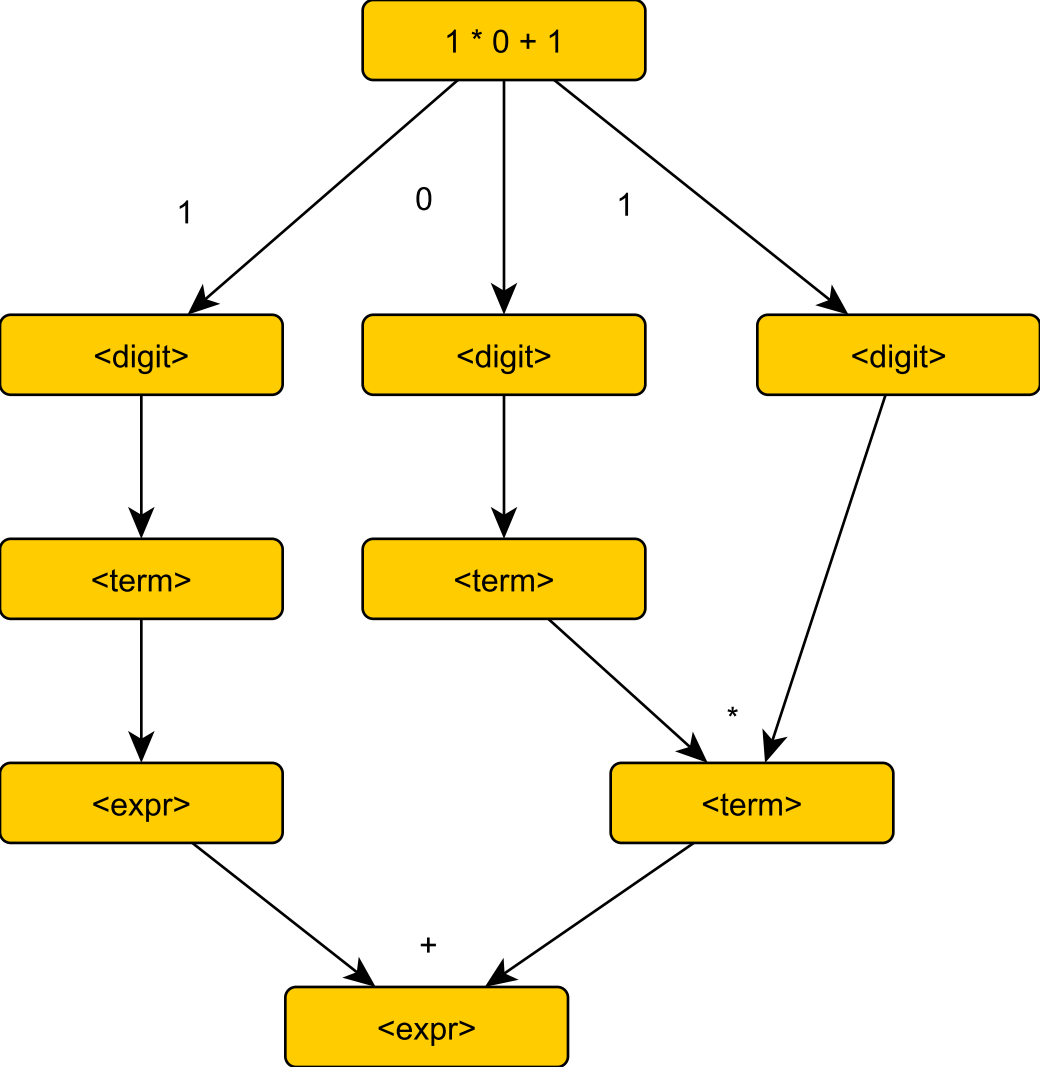 1 * 0 + 1
1
0
1
<digit>
<digit>
<digit>
<term>
<term>
*
<expr>
<term>
+
<expr>